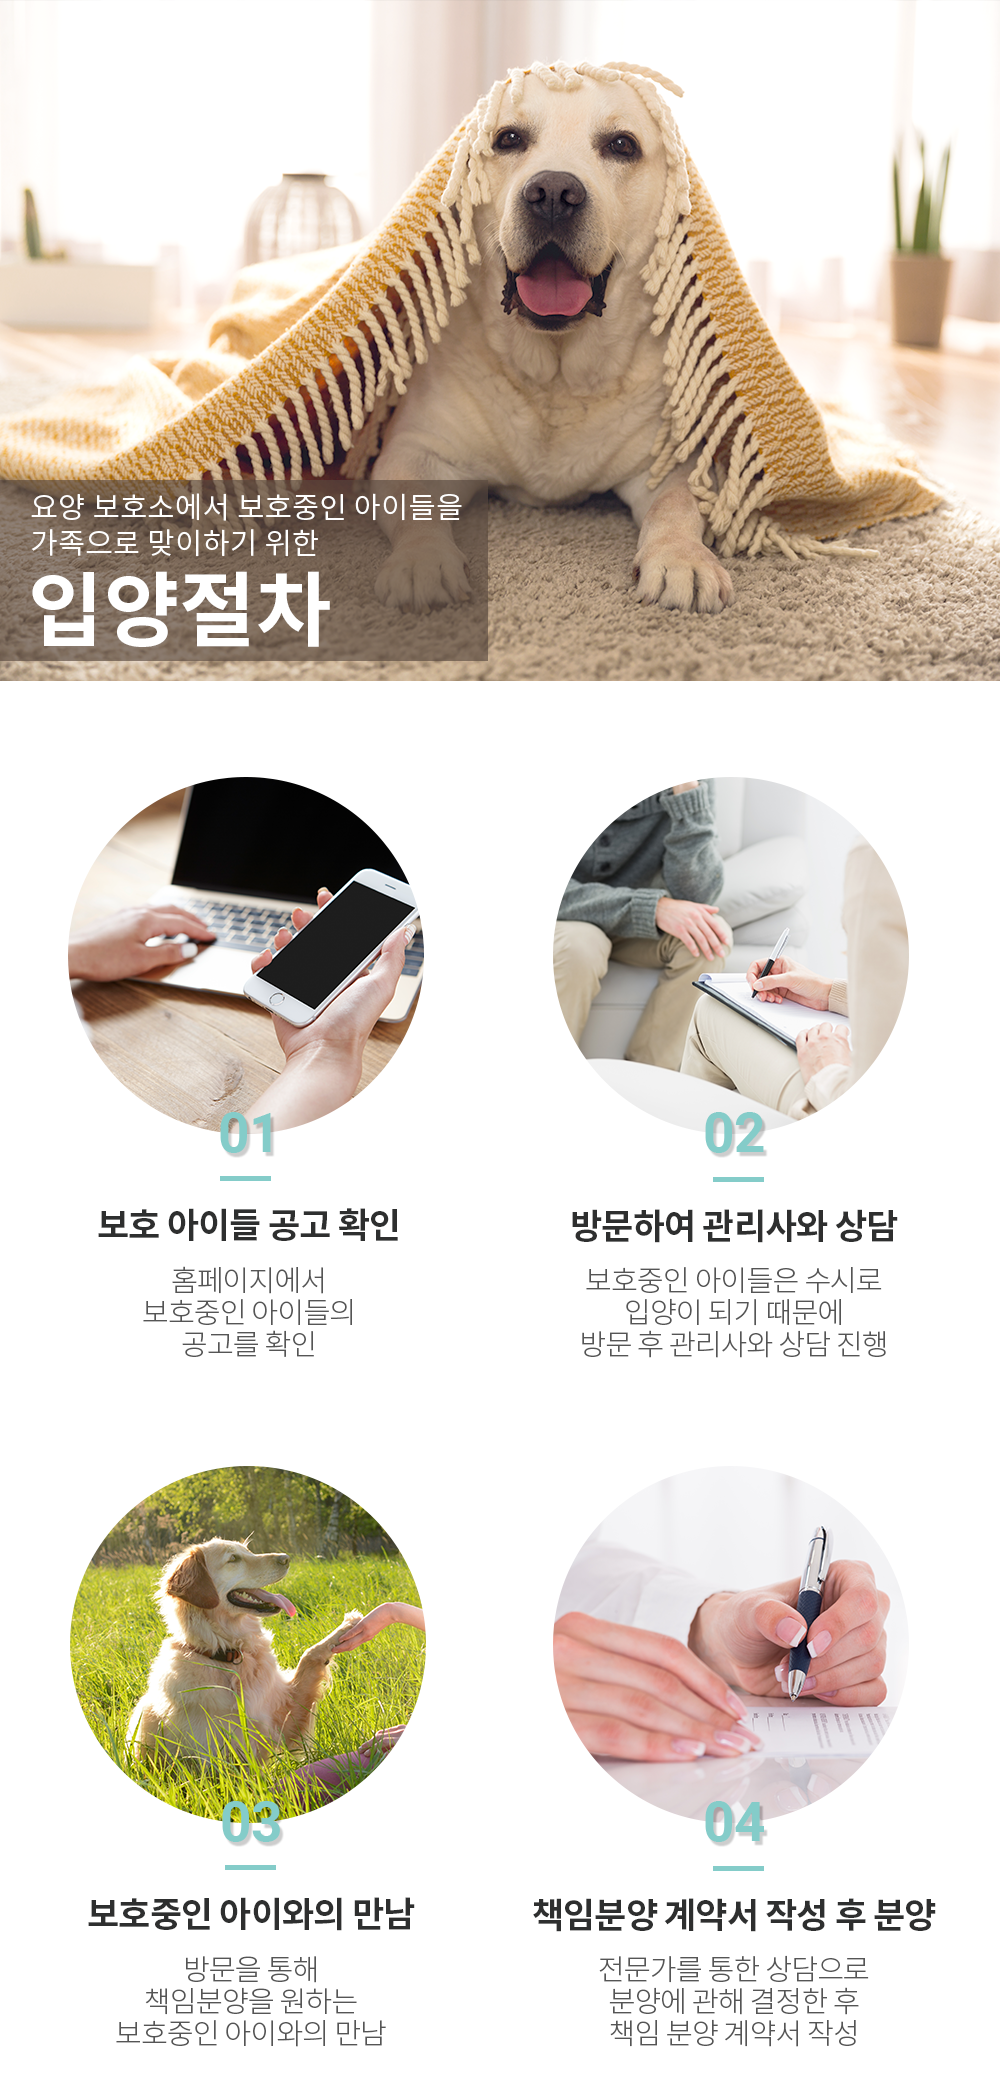 요양 보호소에서 보호중인 아이들을
가족으로 맞이하기 위한
입양절차
01
보호 아이들 공고 확인
홈페이지에서
보호중인 아이들의
공고를 확인
02
방문하여 관리사와 상담
보호중인 아이들은 수시로
입양이 되기 때문에
방문 후 관리사와 상담 진행
03
보호중인 아이와의 만남
방문을 통해
책임분양을 원하는
보호중인 아이와의 만남
04
책임분양 계약서 작성 후 분양
전문가를 통한 상담으로
분양에 관해 결정한 후
책임 분양 계약서 작성